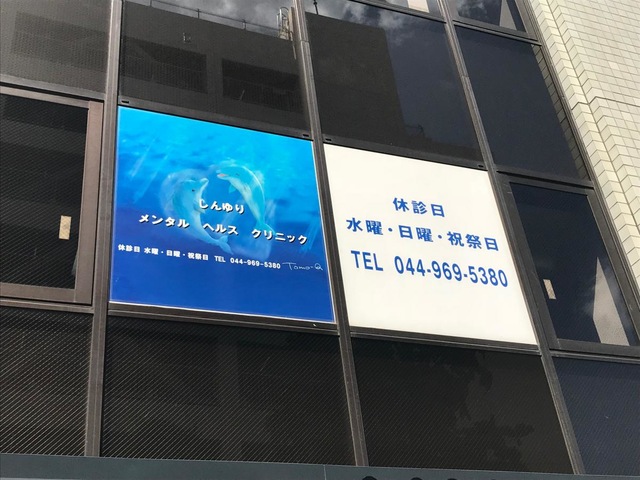 しんゆり
メンタル ヘルス クリニック
休診日 水曜・日曜・祝祭日 TEL 044-969-5380
休診日
水曜・日曜・祝祭日
TEL 044-969-5380